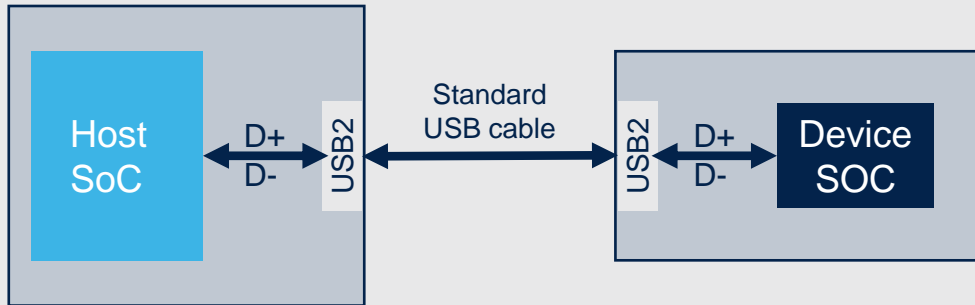 Host
SoC
D+
D-
USB2
Standard
USB cable
USB2
D+
D-
Device
SOC